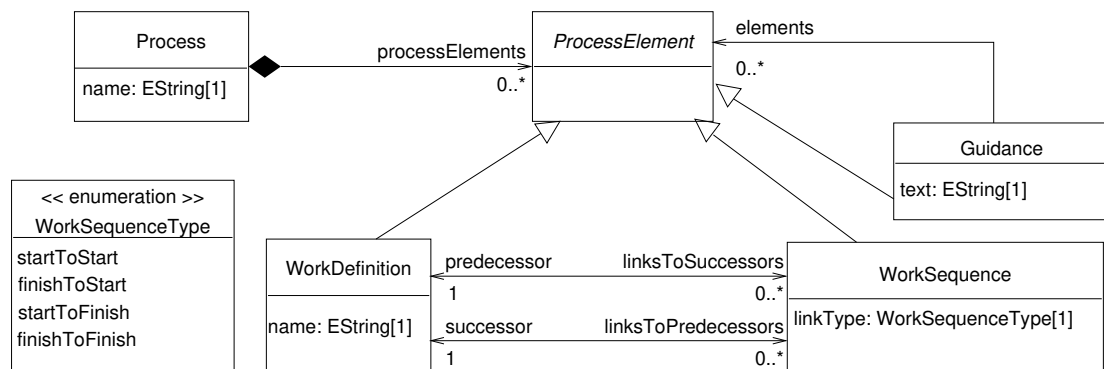 Process
name: EString[1]
processElements
0..*
ProcessElement
elements
0..*
Guidance
text: EString[1]
<< enumeration >>
WorkSequenceType
startToStart
finishToStart
startToFinish
finishToFinish
WorkDefinition
name: EString[1]
predecessor
linksToSuccessors
1
0..*
successor
linksToPredecessors
1
0..*
WorkSequence
linkType: WorkSequenceType[1]